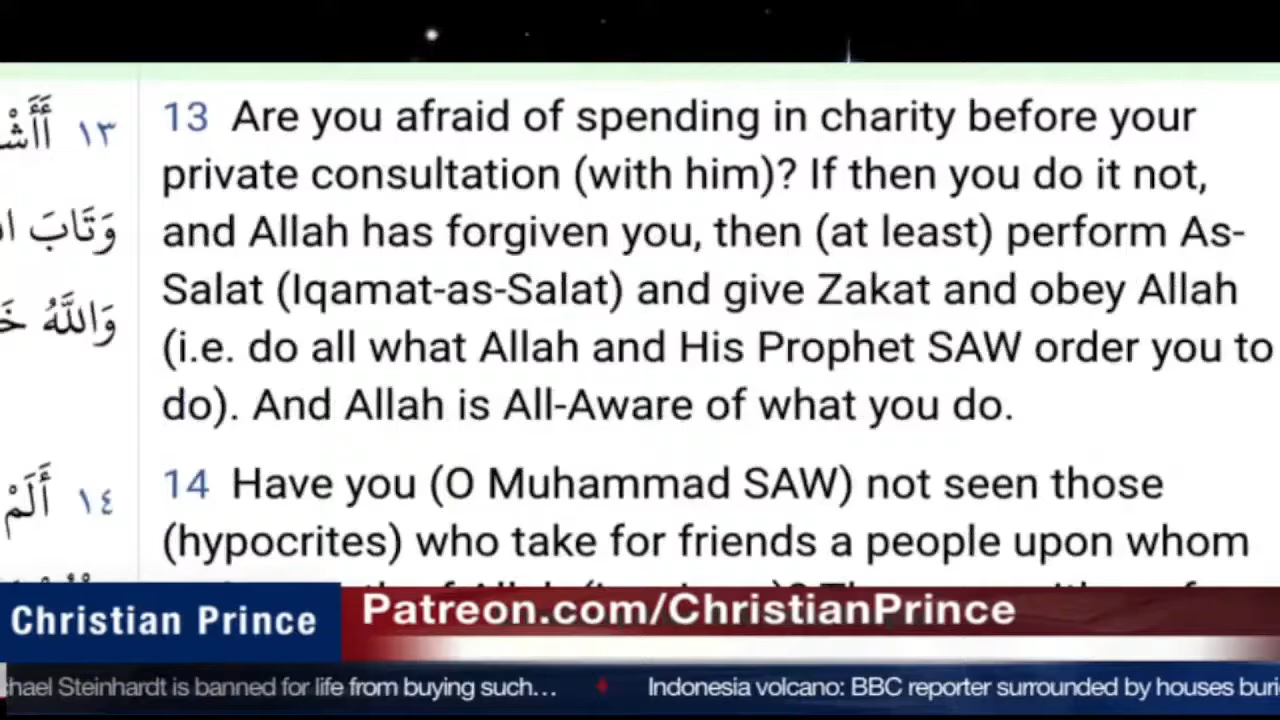 13 Are you afraid of spending in charity before your
private consultation (with him)? If then you do it not,
and Allah has forgiven you, then (at least) perform As-
Salat (Iqamat-as-Salat) and give Zakat and obey Allah
(i.e. do all what Allah and His Prophet SAW order you to
do). And Allah is All-Aware of what you do.
١٣
وَتَابَ
وَاللَّهُ
14 Have you (O Muhammad SAW) not seen those
(hypocrites) who take for friends a people upon whom
١٤ أَلَمْ
Christian Prince
Patreon.com/ChristianPrince
Steinhardt is banned for life from buying such... Indonesia volcano: BBC reporter surrounded by houses